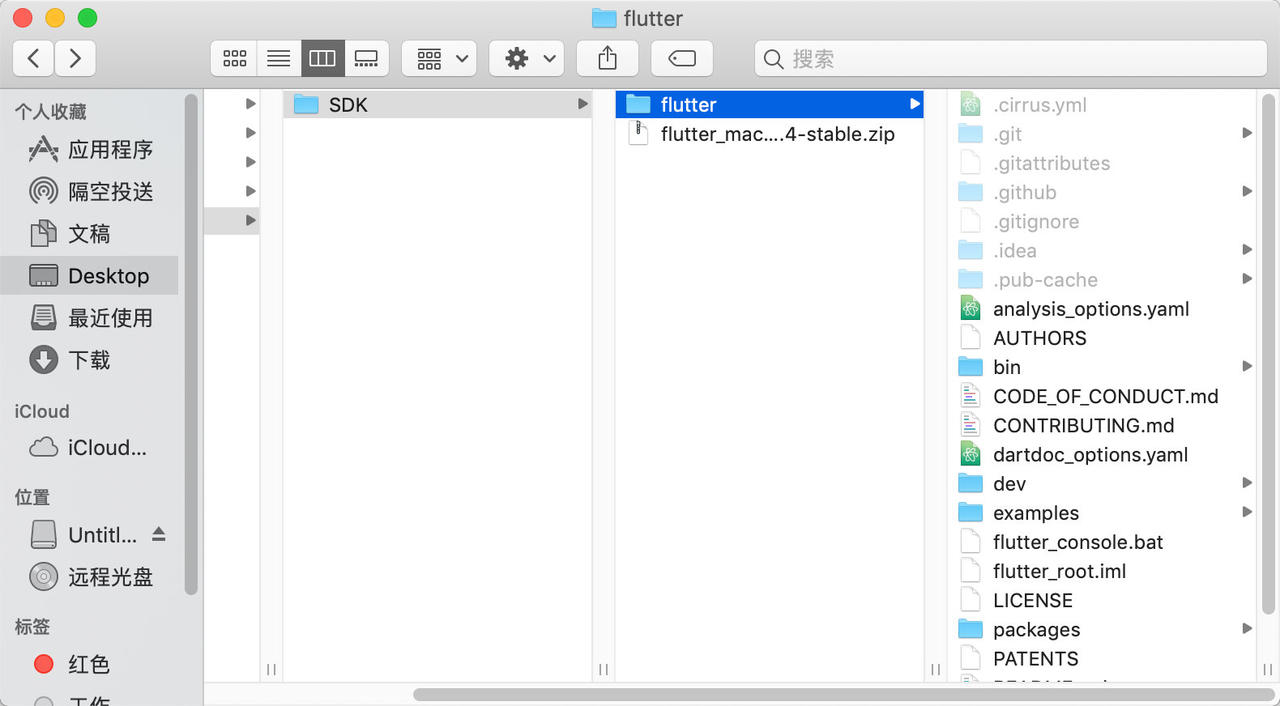 flutter
搜索
个人收藏
应用程序
隔空投送
文稿
Desktop
最近使用
下载
iCloud
iCloud...
位置
Untitl...
远程光盘
标签
红色
工作
SDK
flutter
flutter_mac....4-stable.zip
.cirrus.yml
.git
.gitattributes
.github
.gitignore
.idea
.pub-cache
analysis_options.yaml
AUTHORS
bin
CODE_OF_CONDUCT.md
CONTRIBUTING.md
dartdoc_options.yaml
dev
examples
flutter_console.bat
flutter_root.iml
LICENSE
packages
PATENTS